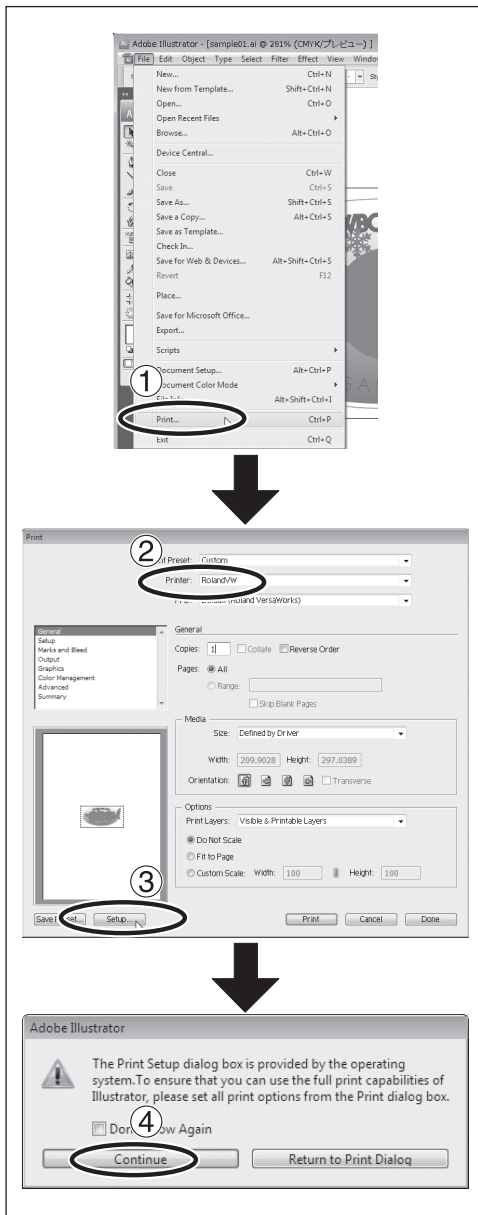 Adobe Illustrator - [sample01.ai @ 281% (CMYK/プレビュー) ]
File Edit Object Type Select Filter Effect View Window
New... Ctrl+N
New from Template... Shift+Ctrl+N
Open... Ctrl+O
Open Recent Files
Browse... Alt+Ctrl+O
Device Central...
Close Ctrl+W
Save Ctrl+S
Save As... Shift+Ctrl+S
Save a Copy... Alt+Ctrl+S
Save as Template...
Check In...
Save for Web & Devices... Alt+Shift+Ctrl+S
Revert F12
Place...
Save for Microsoft Office...
Export...
Scripts
Document Setup... Alt+Ctrl+P
1
Document Color Mode
Alt+Shift+Ctrl+I
Print... Ctrl+P
Exit Ctrl+Q
Print
2
Preset: Custom
Printer: RolandVW
Default (Roland VersaWorks)
General
Setup
Marks and Bleed
Output
Graphics
Color Management
Advanced
Summary
General
Copies: 1 Collate Reverse Order
Pages: All
Range:
Skip Blank Pages
Media
Size: Defined by Driver
Width: 209.9028 Height: 297.0389
Orientation: Transverse
Options
Print Layers: Visible & Printable Layers
Do Not Scale
Fit to Page
Custom Scale: Width: 100 Height: 100
3
Save Setup... Print Cancel Done
Adobe Illustrator
The Print Setup dialog box is provided by the operating
system.To ensure that you can use the full print capabilities of
Illustrator, please set all print options from the Print dialog box.
4
Again
Continue Return to Print Dialog